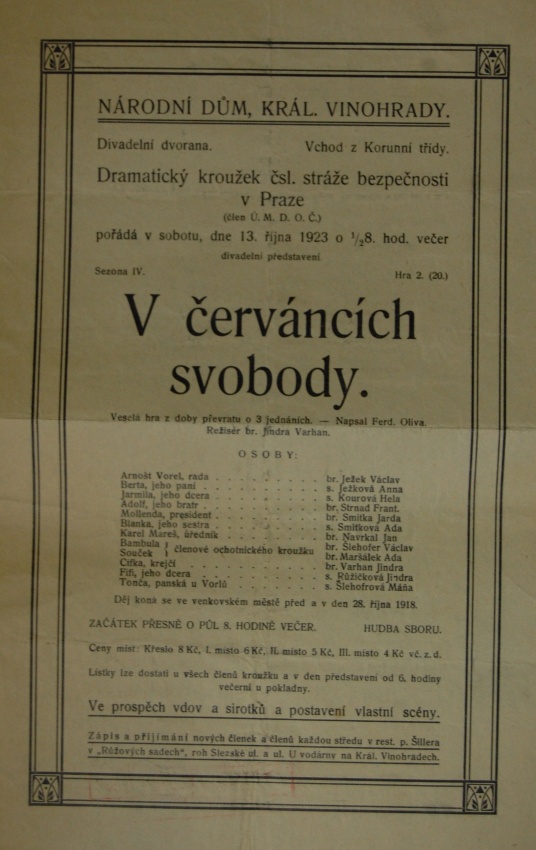 NÁRODNÍ DŮM, KRÁL. VINOHRADY.
Divadelní dvorana. Vchod z Korunní třídy.
Dramatický kroužek čsl. stráže bezpečnosti
v Praze
(člen Ú. M. D. O. Č.)
pořádá v sobotu, dne 13. října 1923 o 1/2 8. hod. večer
divadelní představení
Sezona IV. Hra 2. (20.)
V červáncích
svobody.
Veselá hra z doby převratu o 3 jednáních. — Napsal Ferd. Oliva.
Režisér br. Jindra Varhan.
OSOBY:
Arnošt Vorel, rada . . . . . . . . . . br. Ježek Václav
Berta, jeho paní . . . . . . . . . . s. Ježková Anna
Jarmila, jeho dcera . . . . . . . . . . s. Kourová Hela
Adolf, jeho bratr . . . . . . . . . . br. Strnad Frant.
Mollenda, president . . . . . . . . . . br. Smitka Jarda
Blanka, jeho sestra . . . . . . . . . . s. Smitková Ada
Karel Mareš, úředník . . . . . . . . . . br. Navrkal Jan
Bambula } členové ochotnického kroužku br. Šlehofer Václav
Souček } br. Maršálek Ada
Cifka, krejčí . . . . . . . . . . br. Varhan Jindra
Fifi, jeho dcera . . . . . . . . . . s. Růžičková Jindra
Tonča, panská u Vorlů . . . . . . . . . . s. Šlehofrová Máňa
Děj koná se ve venkovském městě před a v den 28. října 1918.
ZAČÁTEK PŘESNĚ O PŮL 8. HODINĚ VEČER. HUDBA SBORU.
Ceny míst: Křeslo 8 Kč, I. místo 6 Kč, II. místo 5 Kč, III. místo 4 Kč vč. z. d.
Lístky lze dostati u všech členů kroužku a v den představení od 6. hodiny
večerní u pokladny.
Ve prospěch vdov a sirotků a postavení vlastní scény.
Zápis a přijímání nových členek a členů každou středu v rest. p. Šillera
v „Růžových sadech", roh Slezské ul. a ul. U vodárny na Král. Vinohradech.